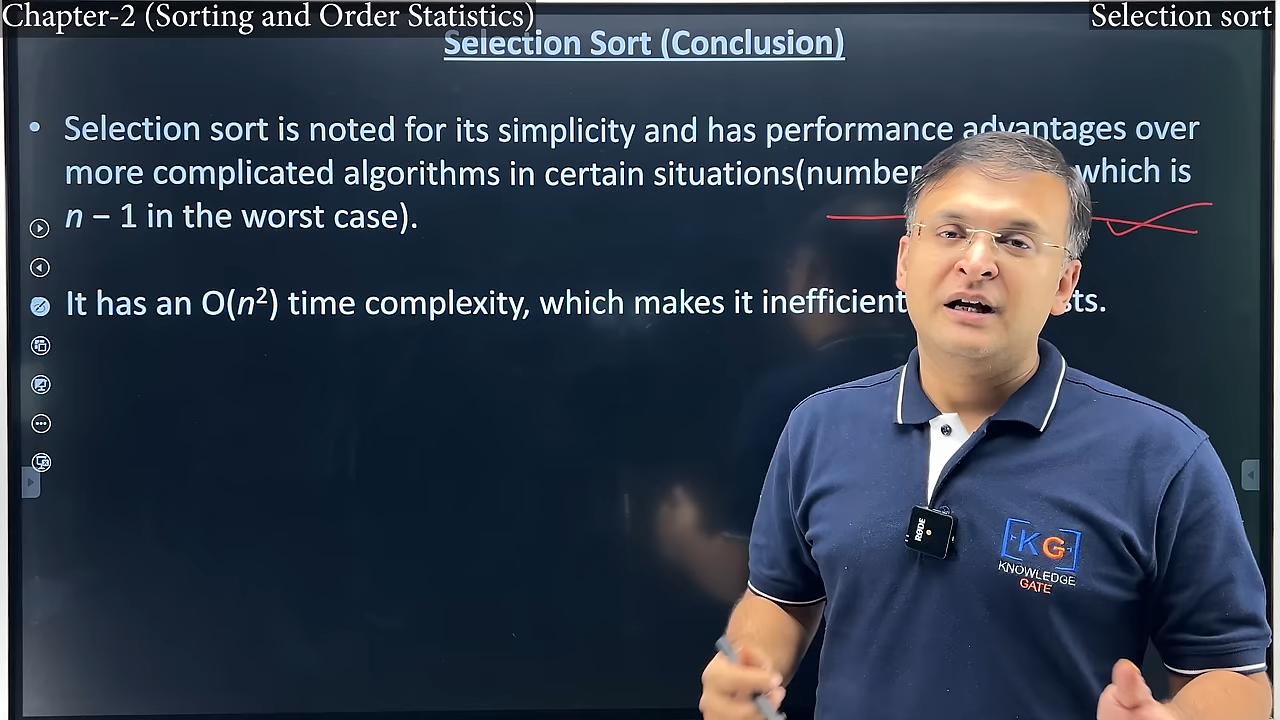 Chapter-2 (Sorting and Order Statistics)
Selection sort
Selection Sort (Conclusion)
• Selection sort is noted for its simplicity and has performance advantages over
more complicated algorithms in certain situations(number which is
n − 1 in the worst case).
It has an O(n²) time complexity, which makes it inefficient
RODE
KG
KNOWLEDGE
GATE